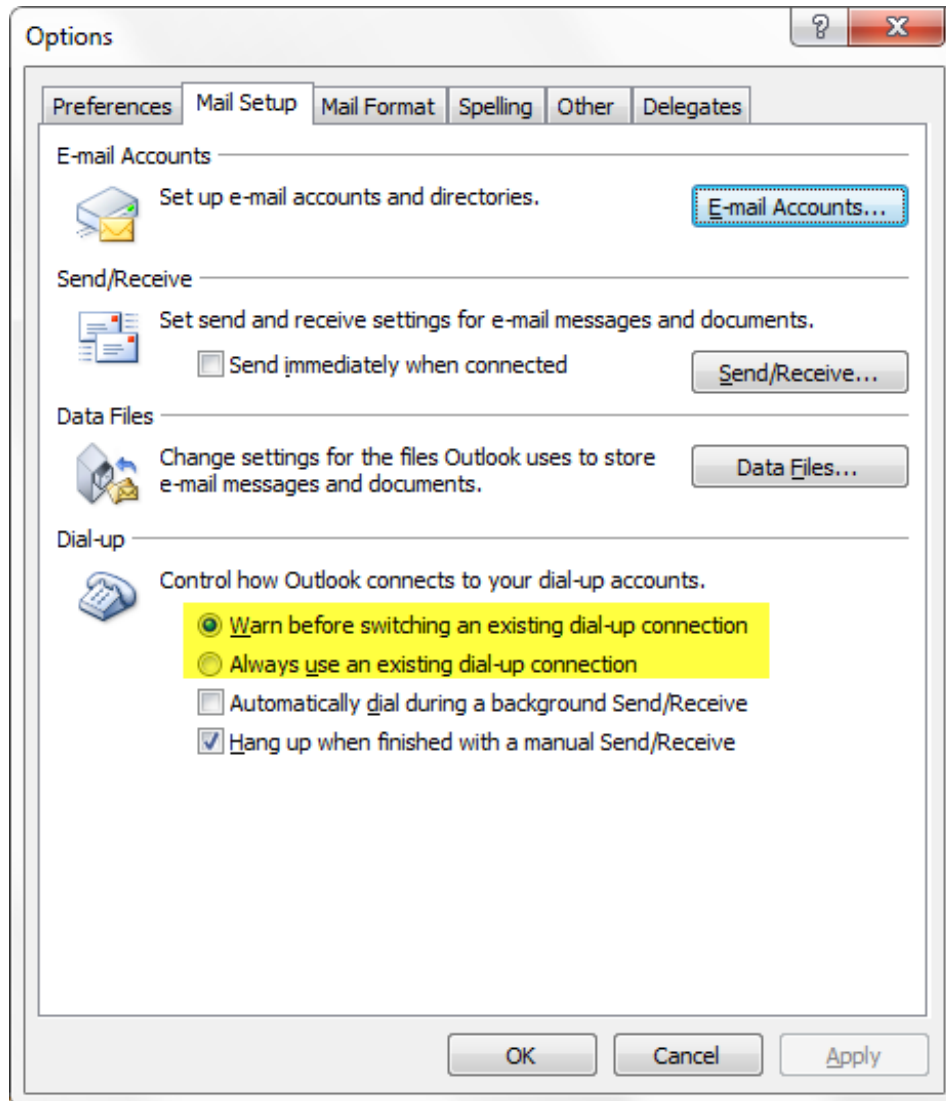 Options
Preferences Mail Setup Mail Format Spelling Other Delegates
E-mail Accounts
Set up e-mail accounts and directories.
E-mail Accounts...
Send/Receive
Set send and receive settings for e-mail messages and documents.
Send immediately when connected
Send/Receive...
Data Files
Change settings for the files Outlook uses to store
e-mail messages and documents.
Data Files...
Dial-up
Control how Outlook connects to your dial-up accounts.
Warn before switching an existing dial-up connection
Always use an existing dial-up connection
Automatically dial during a background Send/Receive
Hang up when finished with a manual Send/Receive
OK Cancel Apply